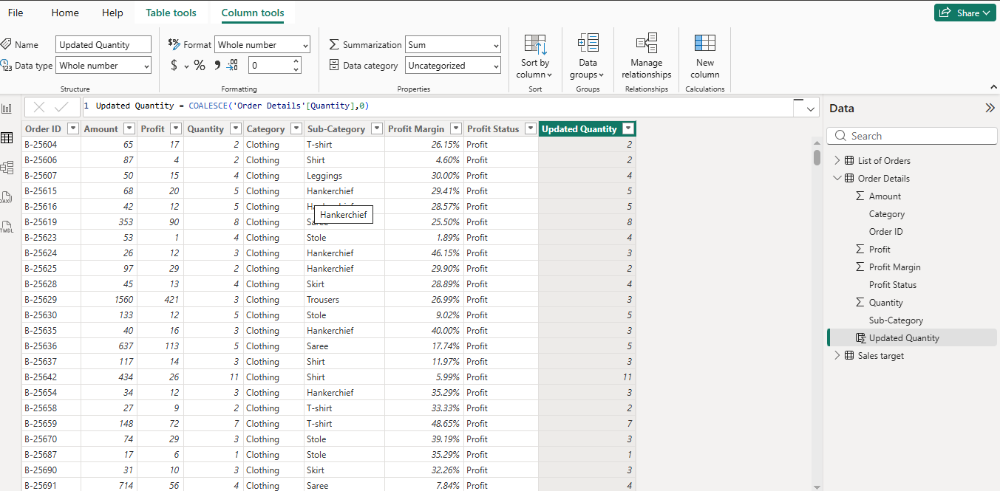 File Home Help Table tools Column tools Share
Name Updated Quantity $% Format Whole number Summarization Sum
Data type Whole number $ % 0 Data category Uncategorized
Sort by column Data groups Manage relationships New column
Structure Formatting Properties Sort Groups Relationships Calculations
1 Updated Quantity = COALESCE('Order Details'[Quantity],0)
Order ID Amount Profit Quantity Category Sub-Category Profit Margin Profit Status Updated Quantity
B-25604 65 17 2 Clothing T-shirt 26.15% Profit 2
B-25606 87 4 2 Clothing Shirt 4.60% Profit 2
B-25607 50 15 4 Clothing Leggings 30.00% Profit 4
B-25615 68 20 5 Clothing Hankerchief 29.41% Profit 5
B-25616 42 12 5 Clothing 28.57% Profit 5
Hankerchief
B-25619 353 90 8 Clothing Saree 25.50% Profit 8
B-25623 53 1 4 Clothing Stole 1.89% Profit 4
B-25624 26 12 3 Clothing Hankerchief 46.15% Profit 3
B-25625 97 29 2 Clothing Hankerchief 29.90% Profit 2
B-25628 45 13 4 Clothing Skirt 28.89% Profit 4
B-25629 1560 421 3 Clothing Trousers 26.99% Profit 3
B-25630 133 12 5 Clothing Stole 9.02% Profit 5
B-25635 40 16 3 Clothing Hankerchief 40.00% Profit 3
B-25636 637 113 5 Clothing Saree 17.74% Profit 5
B-25637 117 14 3 Clothing Shirt 11.97% Profit 3
B-25642 434 26 11 Clothing Shirt 5.99% Profit 11
B-25654 34 12 3 Clothing Hankerchief 35.29% Profit 3
B-25658 27 9 2 Clothing T-shirt 33.33% Profit 2
B-25659 148 72 7 Clothing T-shirt 48.65% Profit 7
B-25670 74 29 3 Clothing Stole 39.19% Profit 3
B-25687 17 6 1 Clothing Stole 35.29% Profit 1
B-25690 31 10 3 Clothing Skirt 32.26% Profit 3
B-25691 714 56 4 Clothing Saree 7.84% Profit 4
DAX
TMDL
Data
Search
List of Orders
Order Details
Amount
Category
Order ID
Profit
Profit Margin
Profit Status
Quantity
Sub-Category
Updated Quantity
Sales target